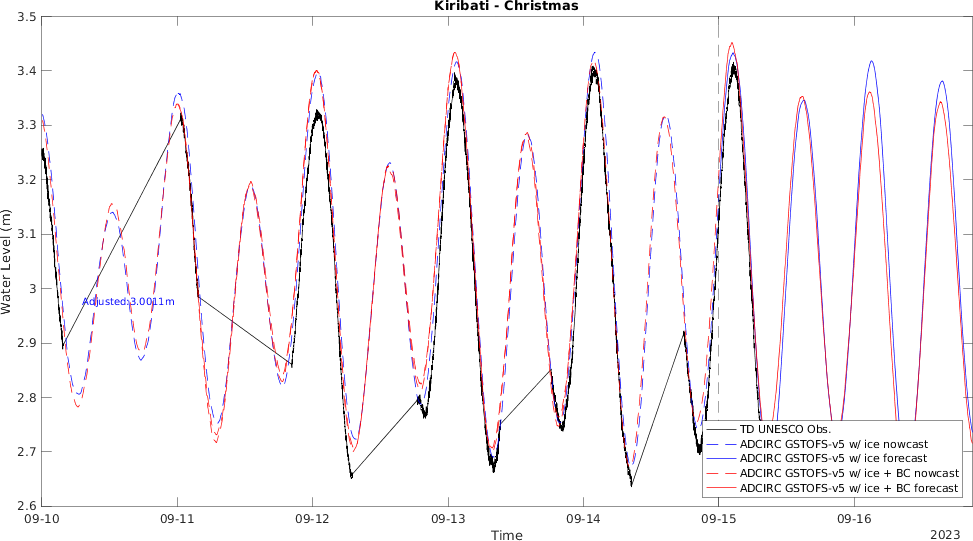 Kiribati - Christmas
3.5
3.4
3.3
3.2
3.1
3
2.9
2.8
2.7
2.6
Water Level (m)
Adjusted:3.0011m
TD UNESCO Obs.
ADCIRC GSTOFS-v5 w/ ice nowcast
ADCIRC GSTOFS-v5 w/ ice forecast
ADCIRC GSTOFS-v5 w/ ice + BC nowcast
ADCIRC GSTOFS-v5 w/ ice + BC forecast
09-10 09-11 09-12 09-13 09-14 09-15 09-16
Time
2023